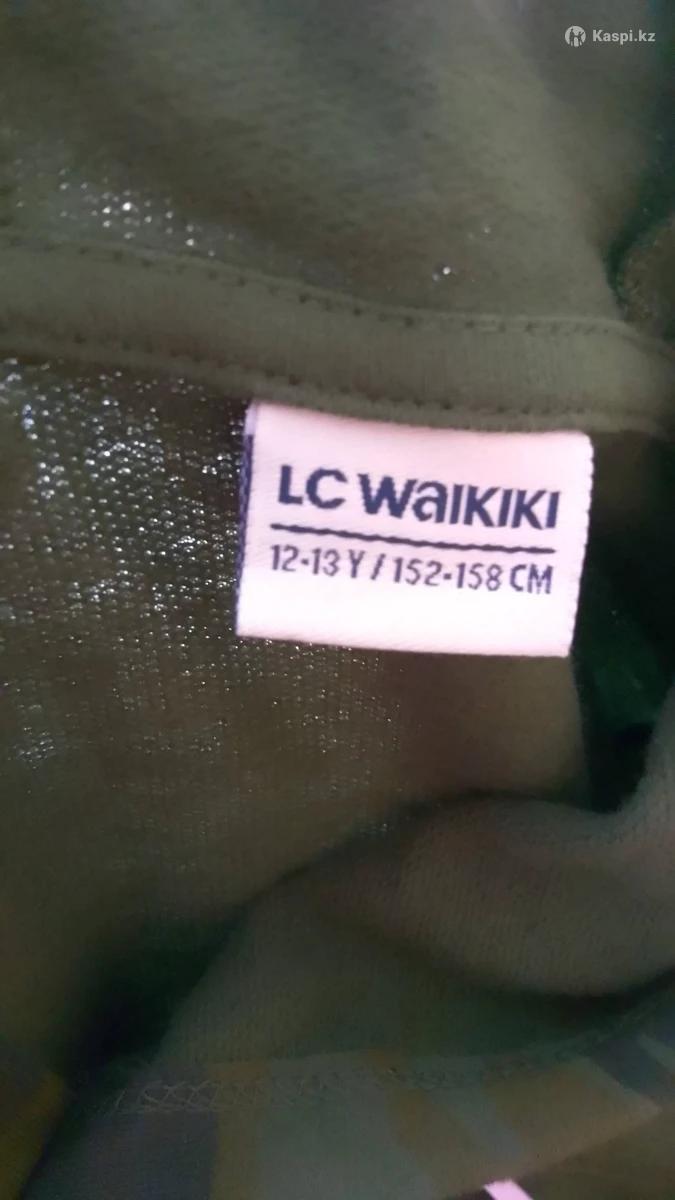 Kaspi.kz
LC WAIKIKI
12-13 Y / 152-158 CM